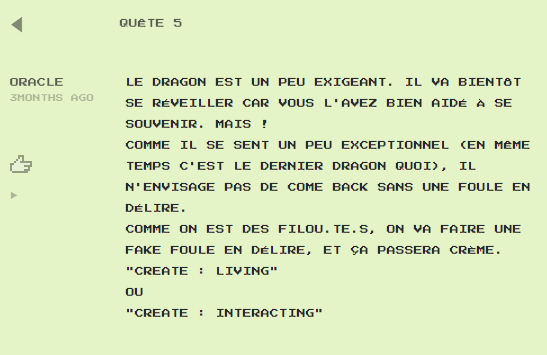 QUÊTE 5
ORACLE
3MONTHS AGO
LE DRAGON EST UN PEU EXIGEANT. IL VA BIENTÔT
SE RÉVEILLER CAR VOUS L'AVEZ BIEN AIDÉ À SE
SOUVENIR. MAIS !
COMME IL SE SENT UN PEU EXCEPTIONNEL (EN MÊME
TEMPS C'EST LE DERNIER DRAGON QUOI), IL
N'ENVISAGE PAS DE COME BACK SANS UNE FOULE EN
DÉLIRE.
COMME ON EST DES FILOU.TE.S, ON VA FAIRE UNE
FAKE FOULE EN DÉLIRE, ET ÇA PASSERA CRÈME.
"CREATE : LIVING"
OU
"CREATE : INTERACTING"